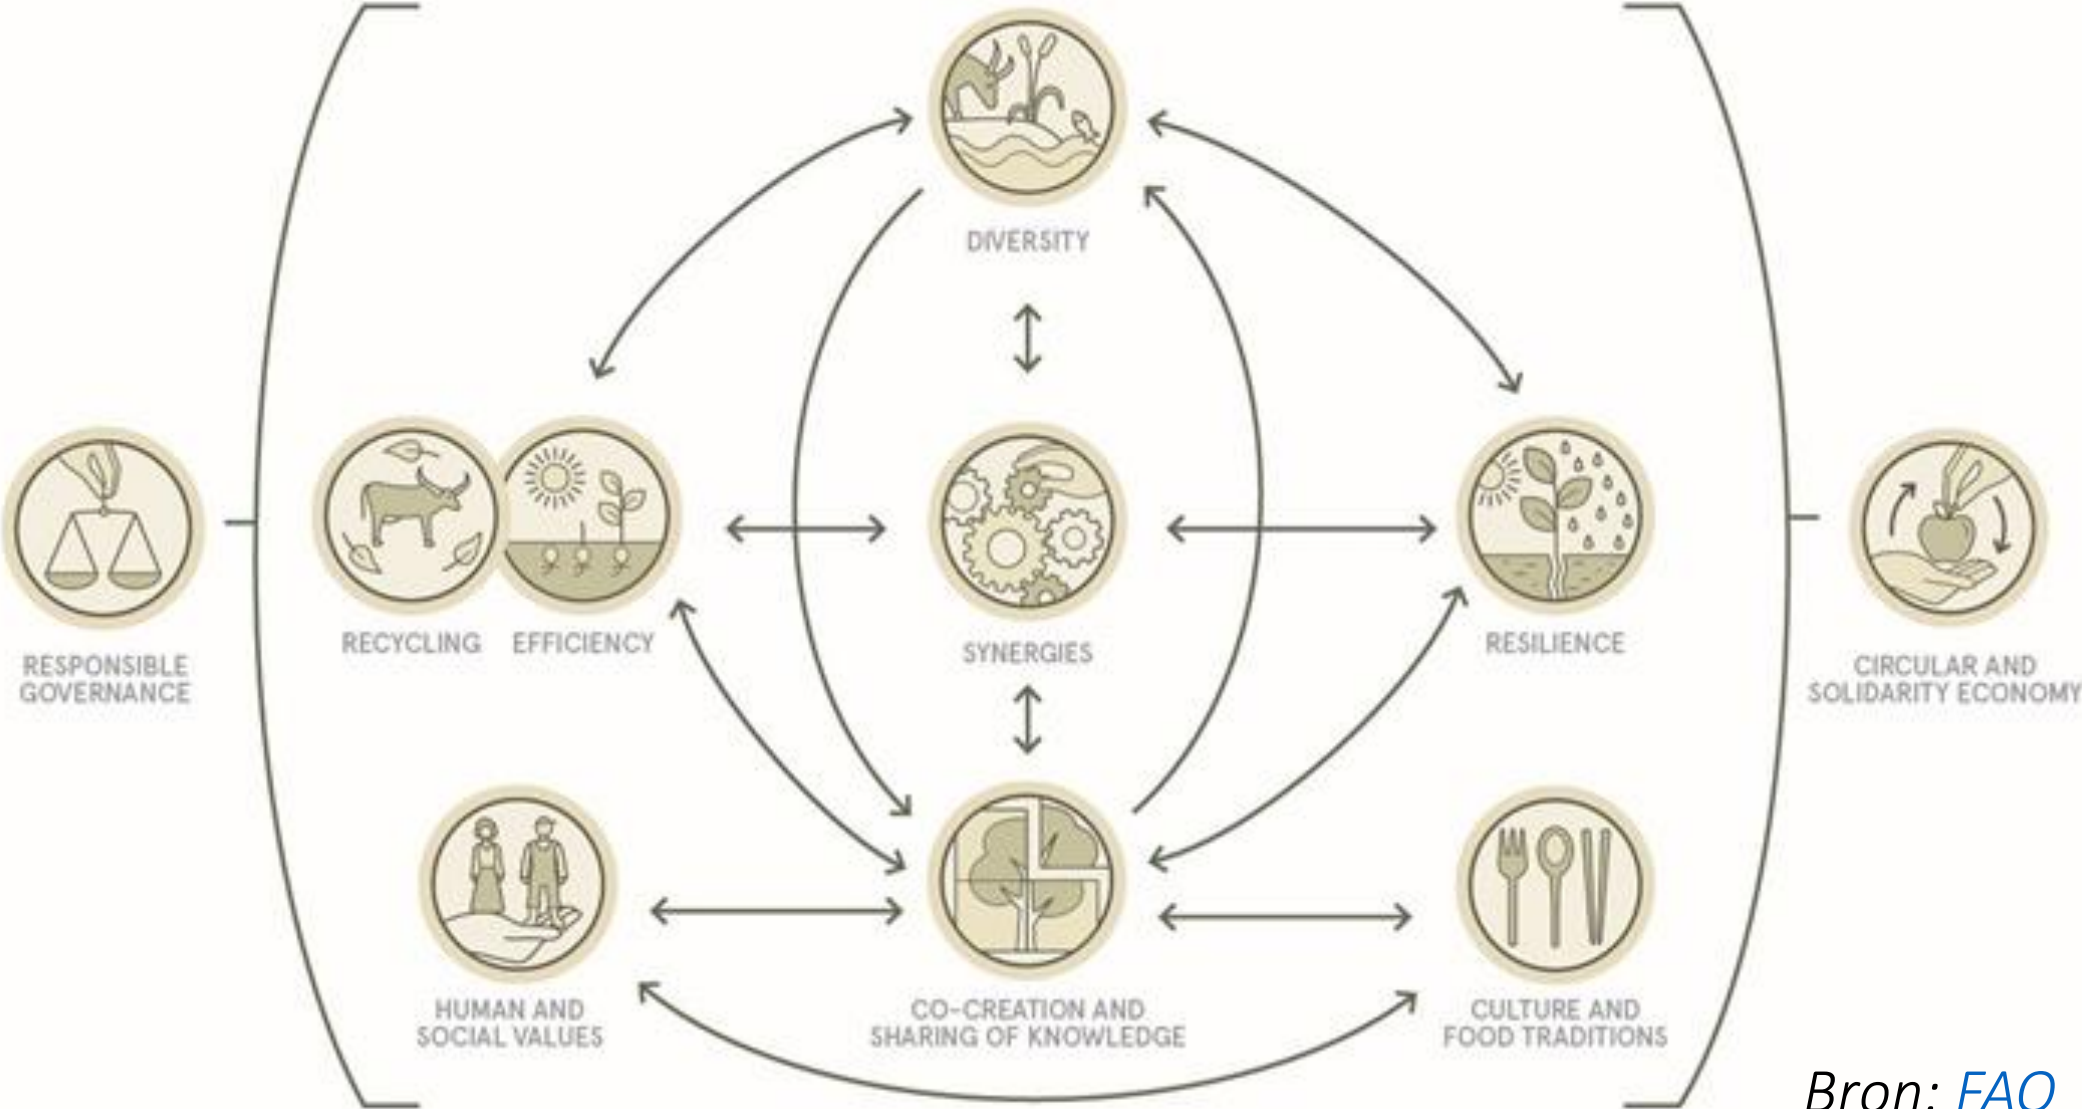 DIVERSITY
RECYCLING
EFFICIENCY
SYNERGIES
RESILIENCE
RESPONSIBLE
GOVERNANCE
CIRCULAR AND
SOLIDARITY ECONOMY
HUMAN AND
SOCIAL VALUES
CO-CREATION AND
SHARING OF KNOWLEDGE
CULTURE AND
FOOD TRADITIONS
Bron: FAO